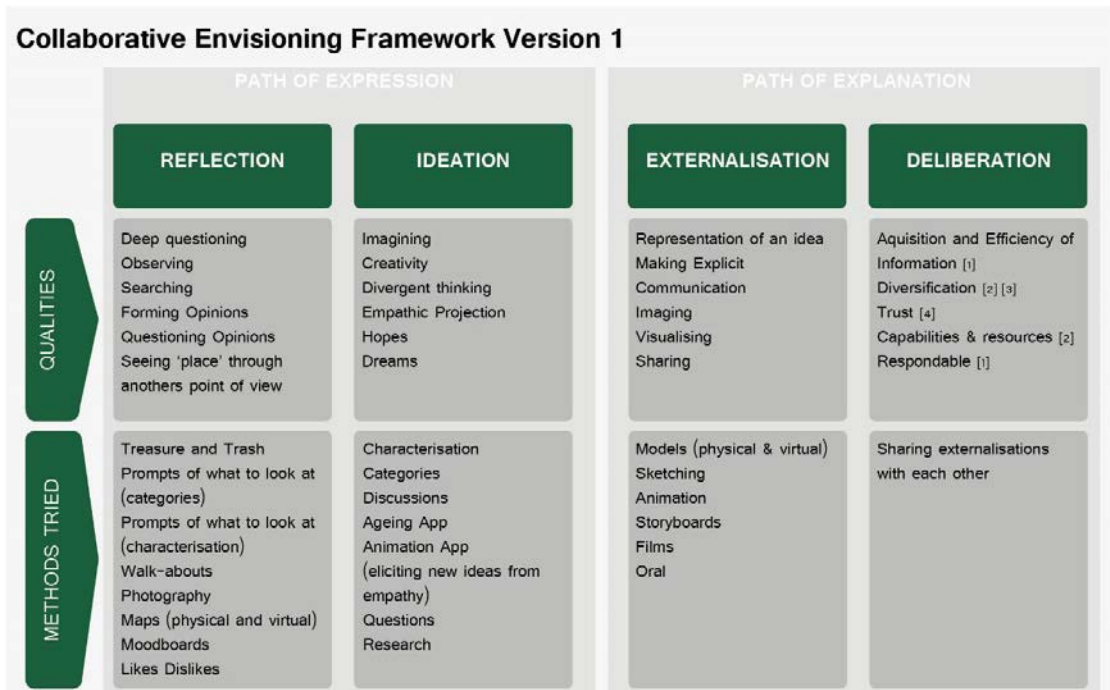 Collaborative Envisioning Framework Version 1
PATH OF EXPRESSION
PATH OF EXPLANATION
REFLECTION
IDEATION
EXTERNALISATION
DELIBERATION
QUALITIES
Deep questioning
Observing
Searching
Forming Opinions
Questioning Opinions
Seeing ‘place’ through
anothers point of view
Imagining
Creativity
Divergent thinking
Empathic Projection
Hopes
Dreams
Representation of an idea
Making Explicit
Communication
Imaging
Visualising
Sharing
Aquisition and Efficiency of
Information [1]
Diversification [2] [3]
Trust [4]
Capabilities & resources [2]
Respondable [1]
METHODS TRIED
Treasure and Trash
Prompts of what to look at
(categories)
Prompts of what to look at
(characterisation)
Walk-abouts
Photography
Maps (physical and virtual)
Moodboards
Likes Dislikes
Characterisation
Categories
Discussions
Ageing App
Animation App
(eliciting new ideas from
empathy)
Questions
Research
Models (physical & virtual)
Sketching
Animation
Storyboards
Films
Oral
Sharing externalisations
with each other